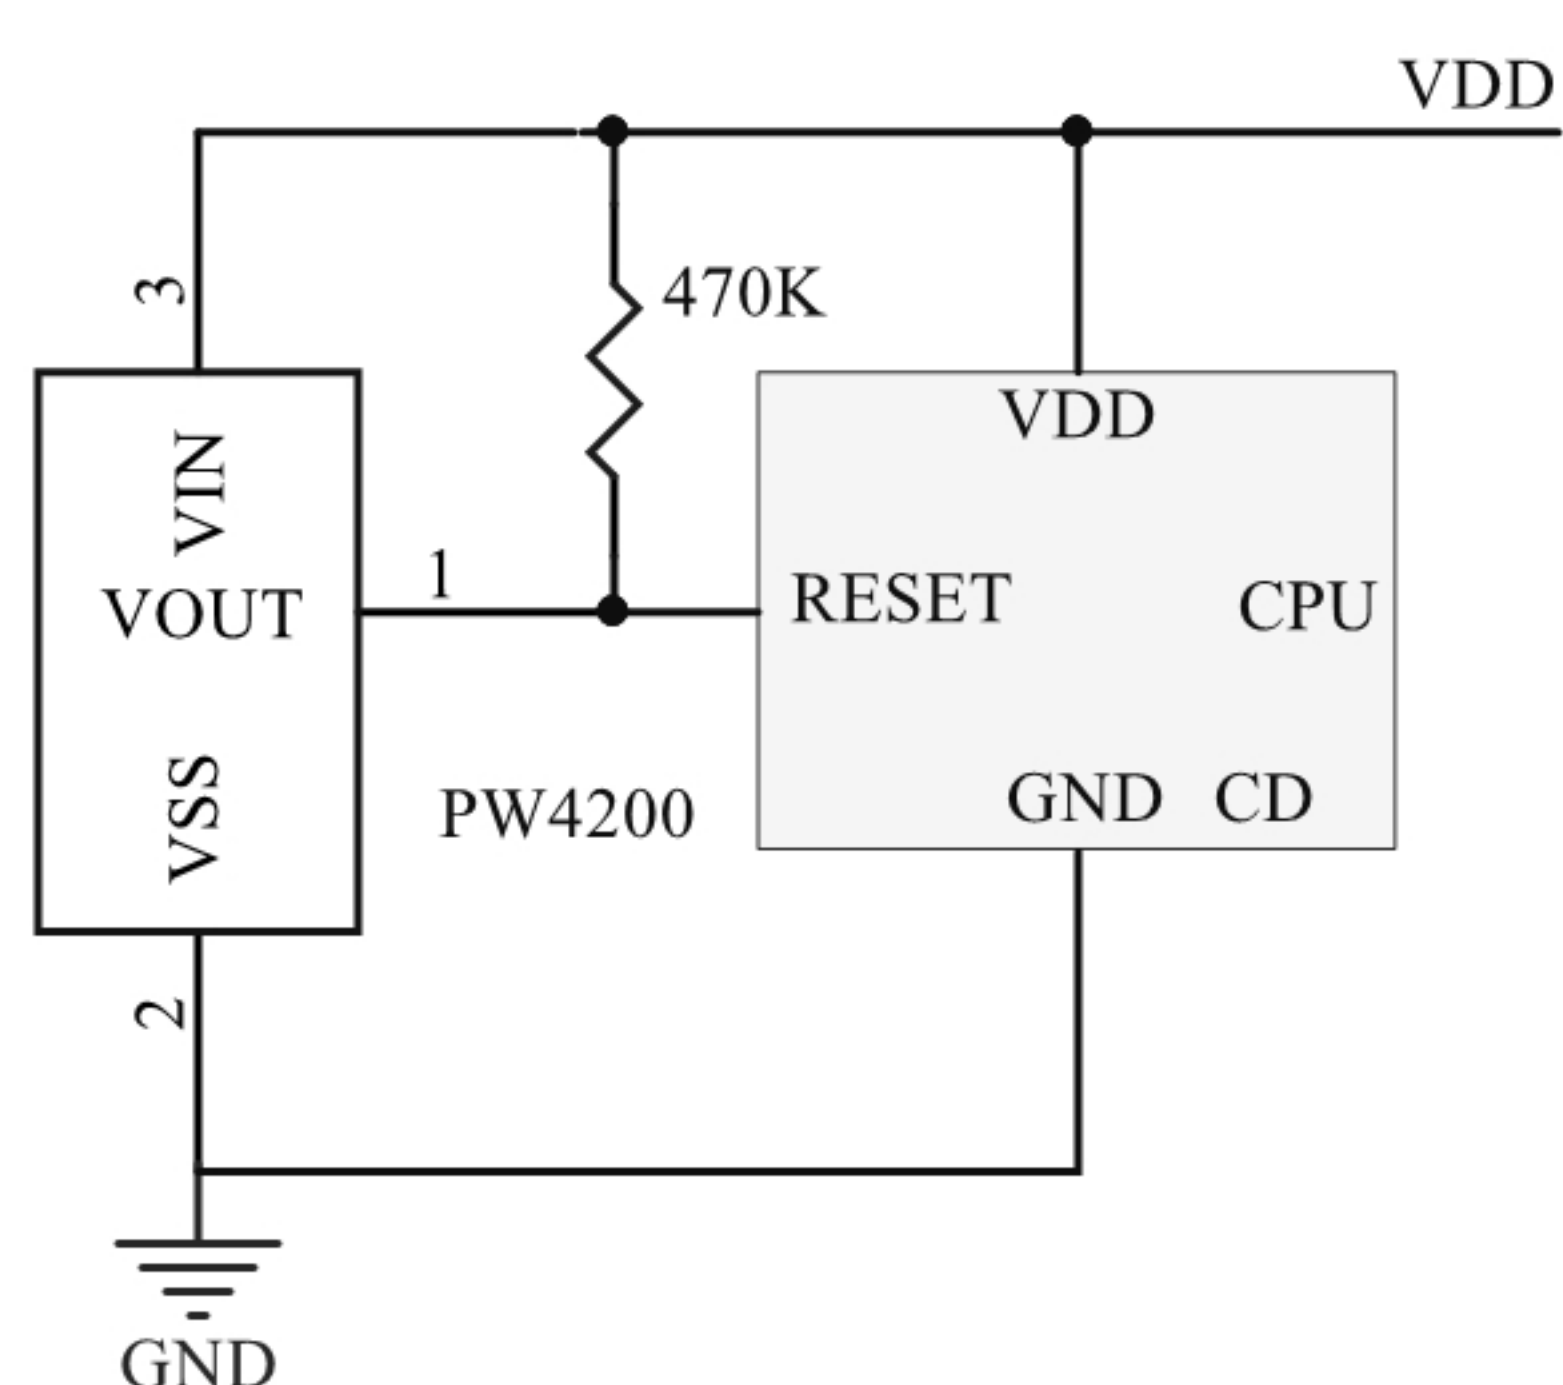 VDD
3
470K
VIN
VDD
1
VOUT
RESET
CPU
VSS
PW4200
GND CD
2
GND